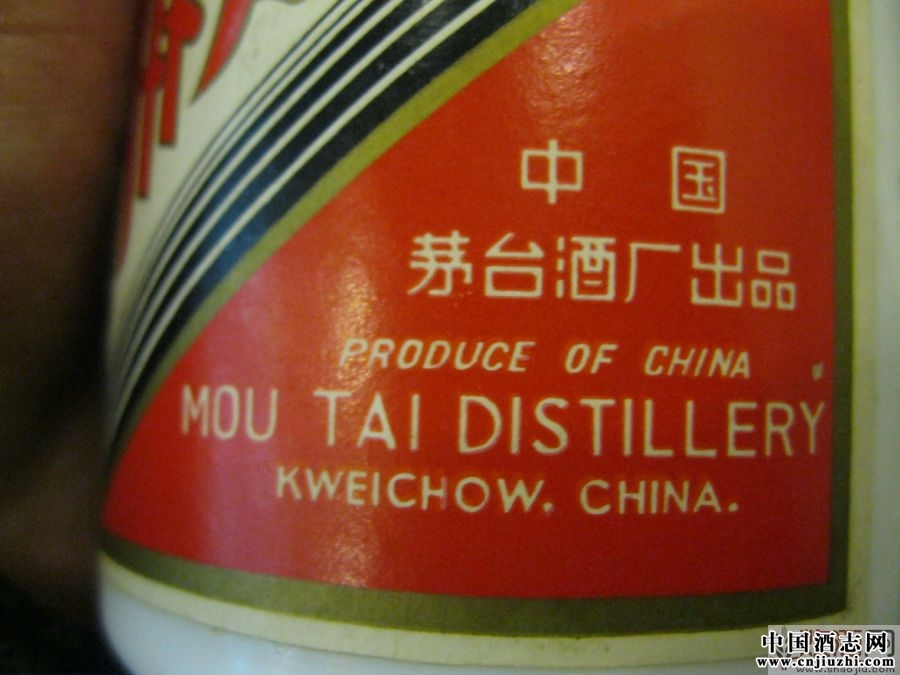 中国
茅台酒厂出品
PRODUCE OF CHINA
MOU TAI DISTILLERY
KWEICHOW. CHINA.
中国酒志网
www.cnjiuzhi.com